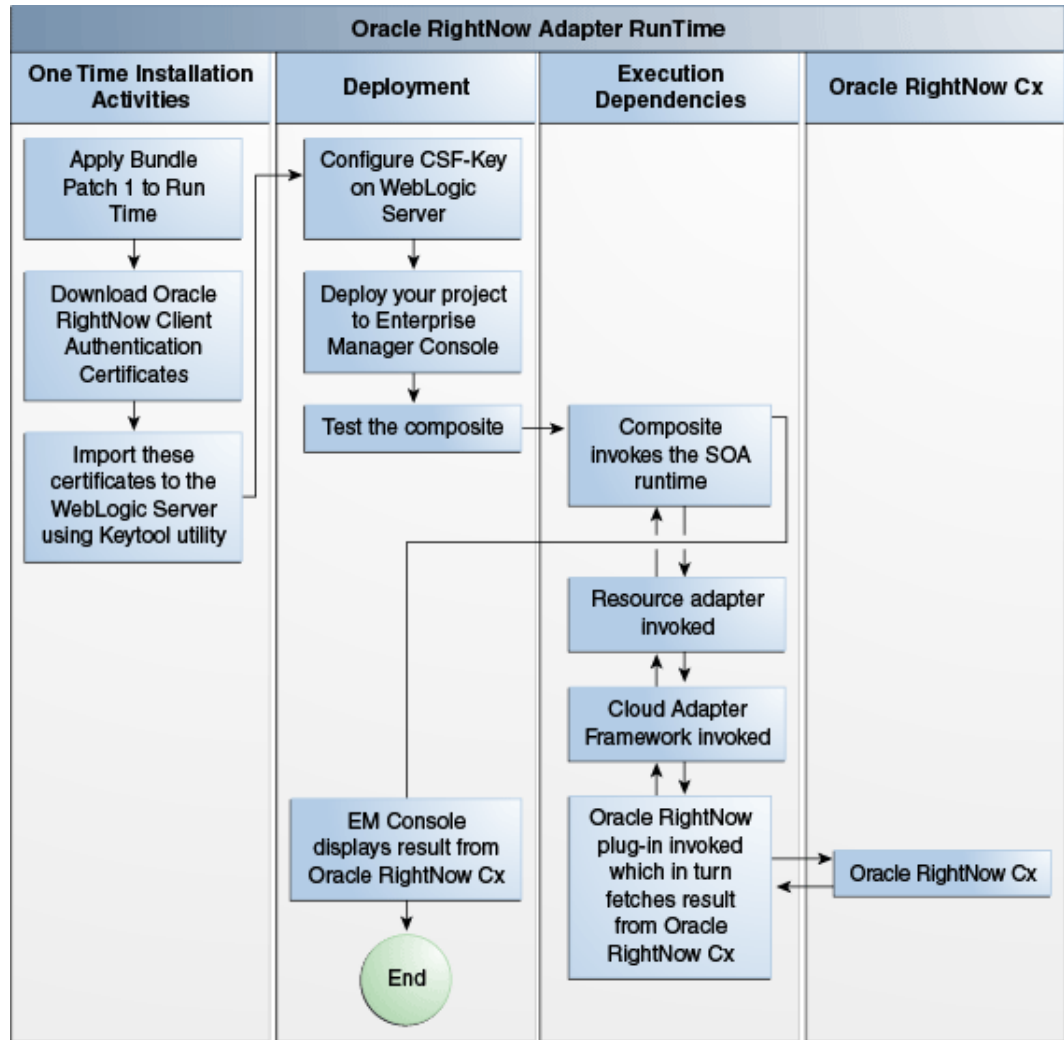 Oracle RightNow Adapter RunTime
One Time Installation
Activities
Deployment
Execution
Dependencies
Oracle RightNow Cx
Apply Bundle
Patch 1 to Run
Time
Download Oracle
RightNow Client
Authentication
Certificates
Import these
certificates to the
WebLogic Server
using Keytool utility
Configure CSF-Key
on WebLogic
Server
Deploy your project
to Enterprise
Manager Console
Test the composite
Composite
invokes the SOA
runtime
Resource adapter
invoked
Cloud Adapter
Framework invoked
Oracle RightNow
plug-in invoked
which in turn
fetches result
from Oracle
RightNow Cx
Oracle RightNow Cx
EM Console
displays result from
Oracle RightNow Cx
End